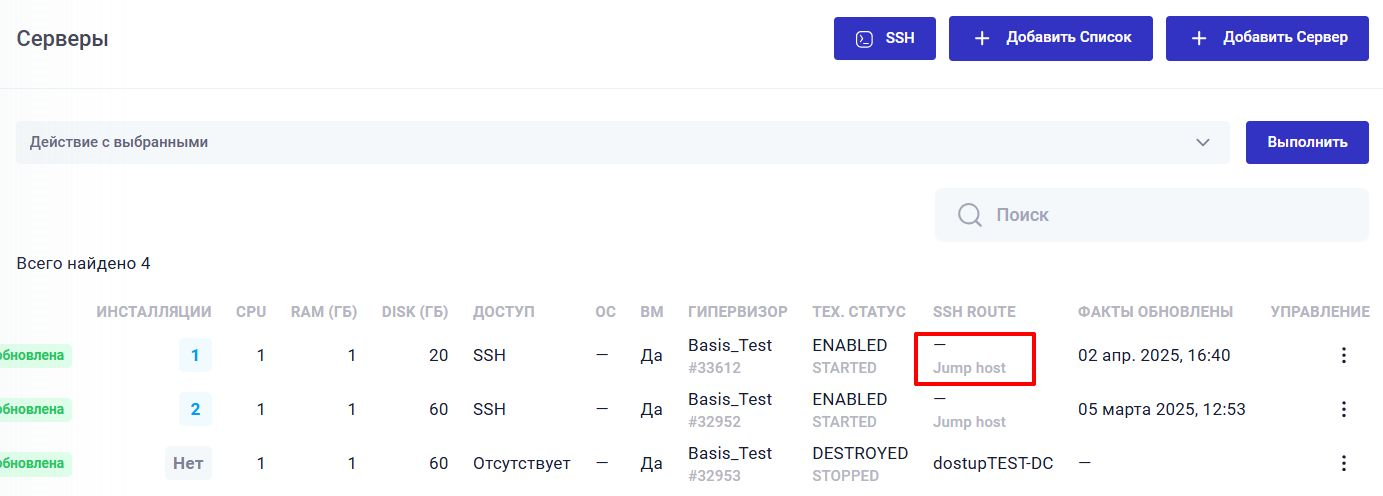 Серверы
SSH
Добавить Список
Добавить Сервер
Действие с выбранными
Выполнить
Поиск
Всего найдено 4
ИНСТАЛЛЯЦИИ CPU RAM (ГБ) DISK (ГБ) ДОСТУП ОС ВМ ГИПЕРВИЗОР ТЕХ. СТАТУС SSH ROUTE ФАКТЫ ОБНОВЛЕНЫ УПРАВЛЕНИЕ
обновлена 1 1 1 20 SSH — Да Basis_Test ENABLED — 02 апр. 2025, 16:40
#33612 STARTED Jump host
обновлена 2 1 1 60 SSH — Да Basis_Test ENABLED — 05 марта 2025, 12:53
#32952 STARTED Jump host
обновлена Нет 1 1 60 Отсутствует — Да Basis_Test DESTROYED dostupTEST-DC —
#32953 STOPPED